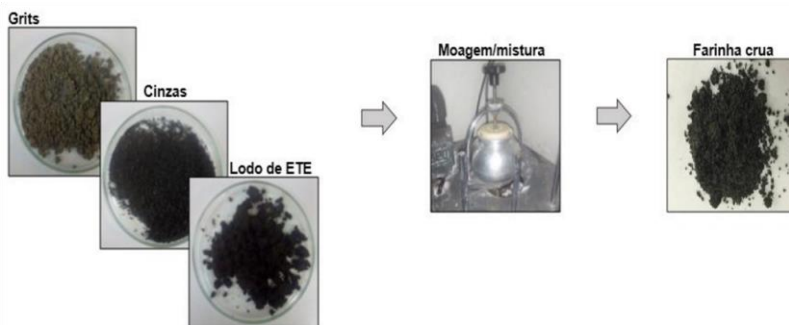 Grits
Cinzas
Lodo de ETE
Moagem/mistura
Farinha crua